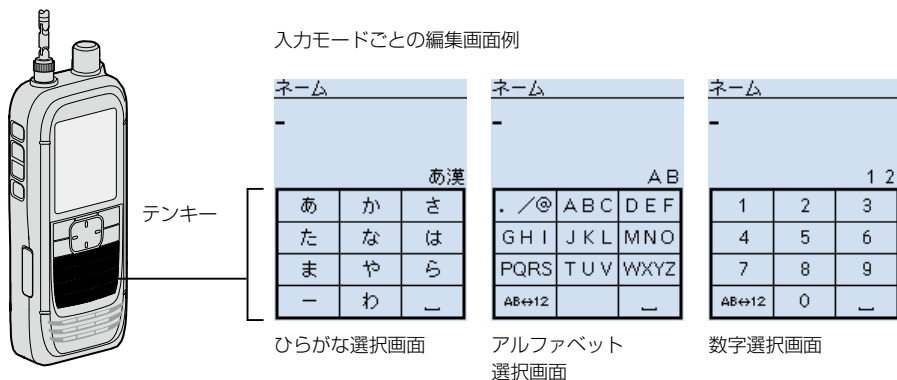 入力モードごとの編集画面例
テンキー
ネーム
あ漢
あ か さ
た な は
ま や ら
ー わ ␣
ひらがな選択画面
ネーム
AB
. ／@ ABC DEF
GHI JKL MNO
PQRS TUV WXYZ
AB↔12 ␣
アルファベット
選択画面
ネーム
12
1 2 3
4 5 6
7 8 9
AB↔12 0 ␣
数字選択画面